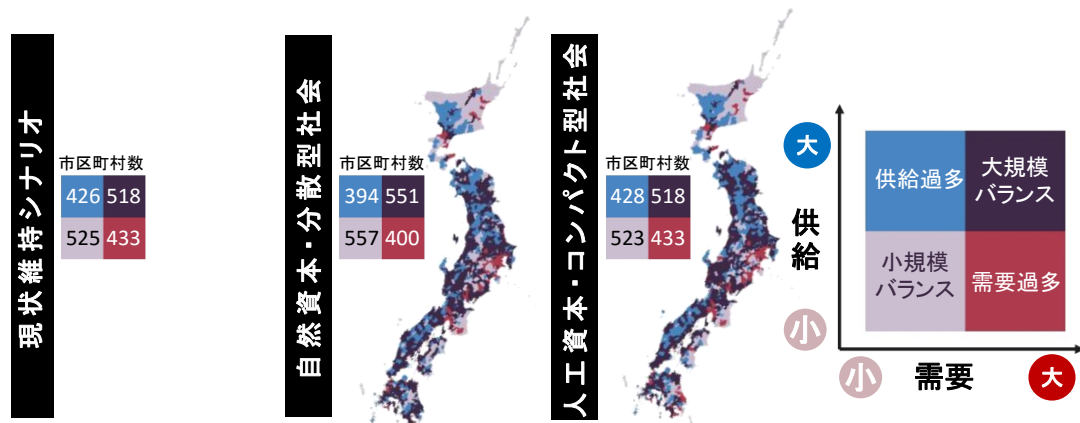 現状維持シナリオ
市区町村数
426 518
525 433
自然資本・分散型社会
市区町村数
394 551
557 400
人工資本・コンパクト型社会
市区町村数
428 518
523 433
大
供給
小
供給過多
大規模
バランス
小規模
バランス
需要過多
小
需要
大